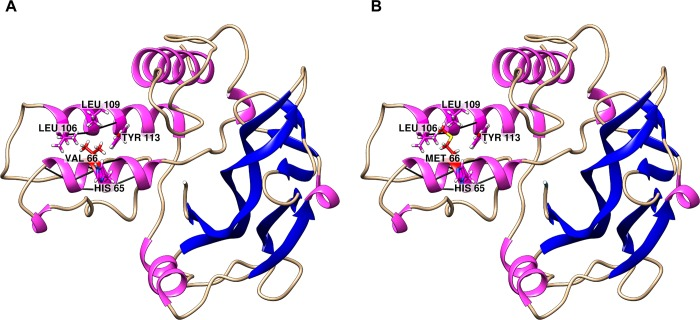 A
LEU 109
LEU 106
TYR 113
VAL 66
HIS 65
B
LEU 109
LEU 106
TYR 113
MET 66
HIS 65